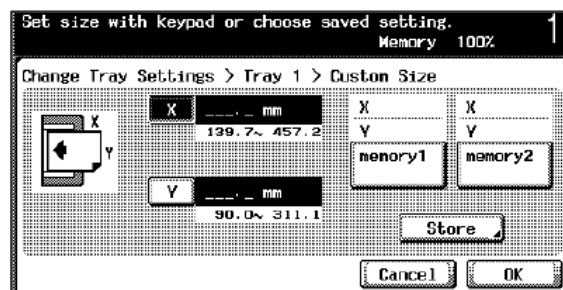 Set size with keypad or choose saved setting.
Memory 100% 1
Change Tray Settings > Tray 1 > Custom Size
X ___._ mm
139.7~ 457.2
X
Y
Y ___._ mm
90.0~ 311.1
X X
Y Y
memory1 memory2
Store
Cancel OK